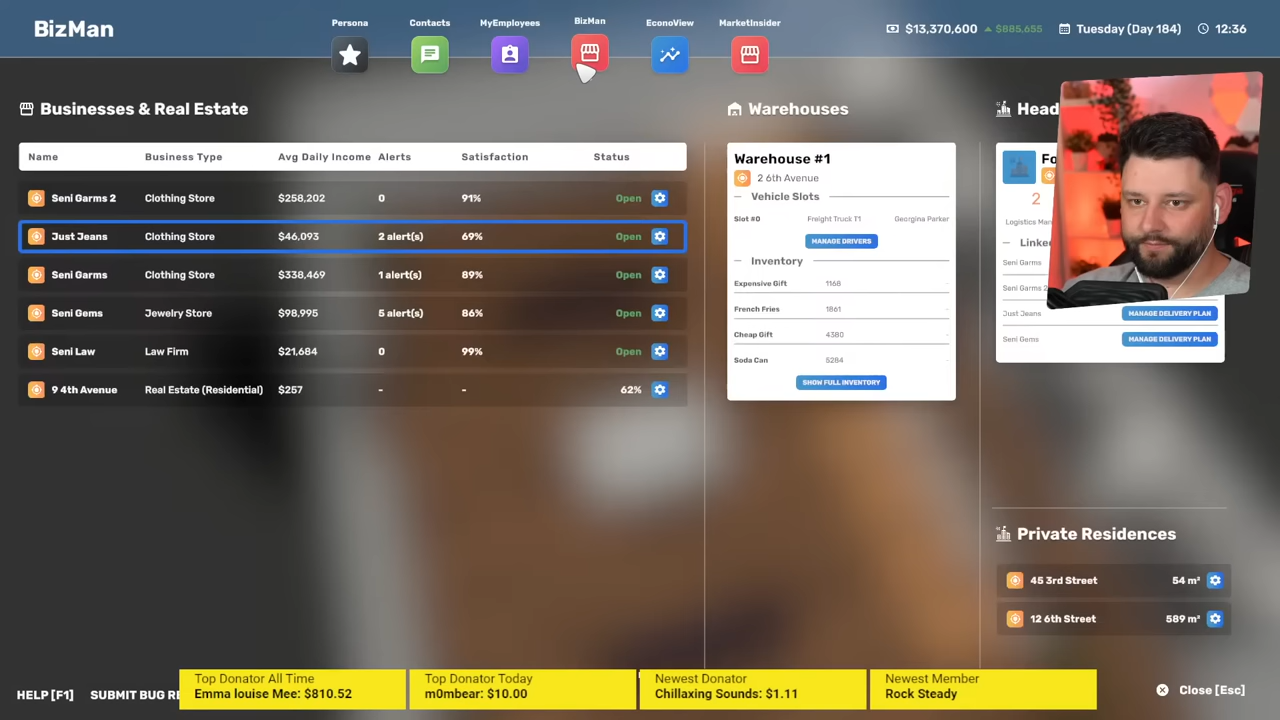 BizMan
Persona
Contacts
MyEmployees
BizMan
EconoView
MarketInsider
$13,370,600
$885,655
Tuesday (Day 184)
12:36
Businesses & Real Estate
Name Business Type Avg Daily Income Alerts Satisfaction Status
Seni Garms 2 Clothing Store $258,202 0 91% Open
Just Jeans Clothing Store $46,093 2 alert(s) 69% Open
Seni Garms Clothing Store $338,469 1 alert(s) 89% Open
Seni Gems Jewelry Store $98,995 5 alert(s) 86% Open
Seni Law Law Firm $21,684 0 99% Open
9 4th Avenue Real Estate (Residential) $257 - - 62%
Warehouses
Warehouse #1
2 6th Avenue
Vehicle Slots
Slot #0 Freight Truck T1 Georgina Parker
MANAGE DRIVERS
Inventory
Expensive Gift 1168 -
French Fries 1861 -
Cheap Gift 4380 -
Soda Can 5284 -
SHOW FULL INVENTORY
Head
Fo
2
Logistics Man
Linke
Seni Garms
Seni Garms 2
Just Jeans MANAGE DELIVERY PLAN
Seni Gems MANAGE DELIVERY PLAN
Private Residences
45 3rd Street 54 m²
12 6th Street 589 m²
HELP [F1]
SUBMIT BUG RE
Top Donator All Time
Emma louise Mee: $810.52
Top Donator Today
m0mbear: $10.00
Newest Donator
Chillaxing Sounds: $1.11
Newest Member
Rock Steady
Close [Esc]